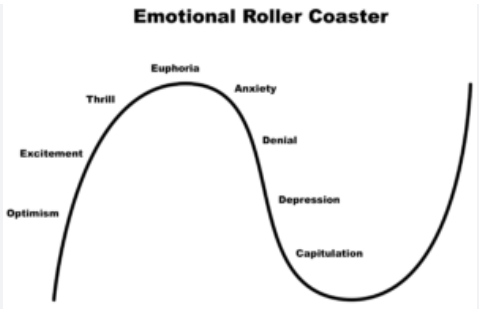 Emotional Roller Coaster
Euphoria
Thrill
Anxiety
Excitement
Denial
Optimism
Depression
Capitulation